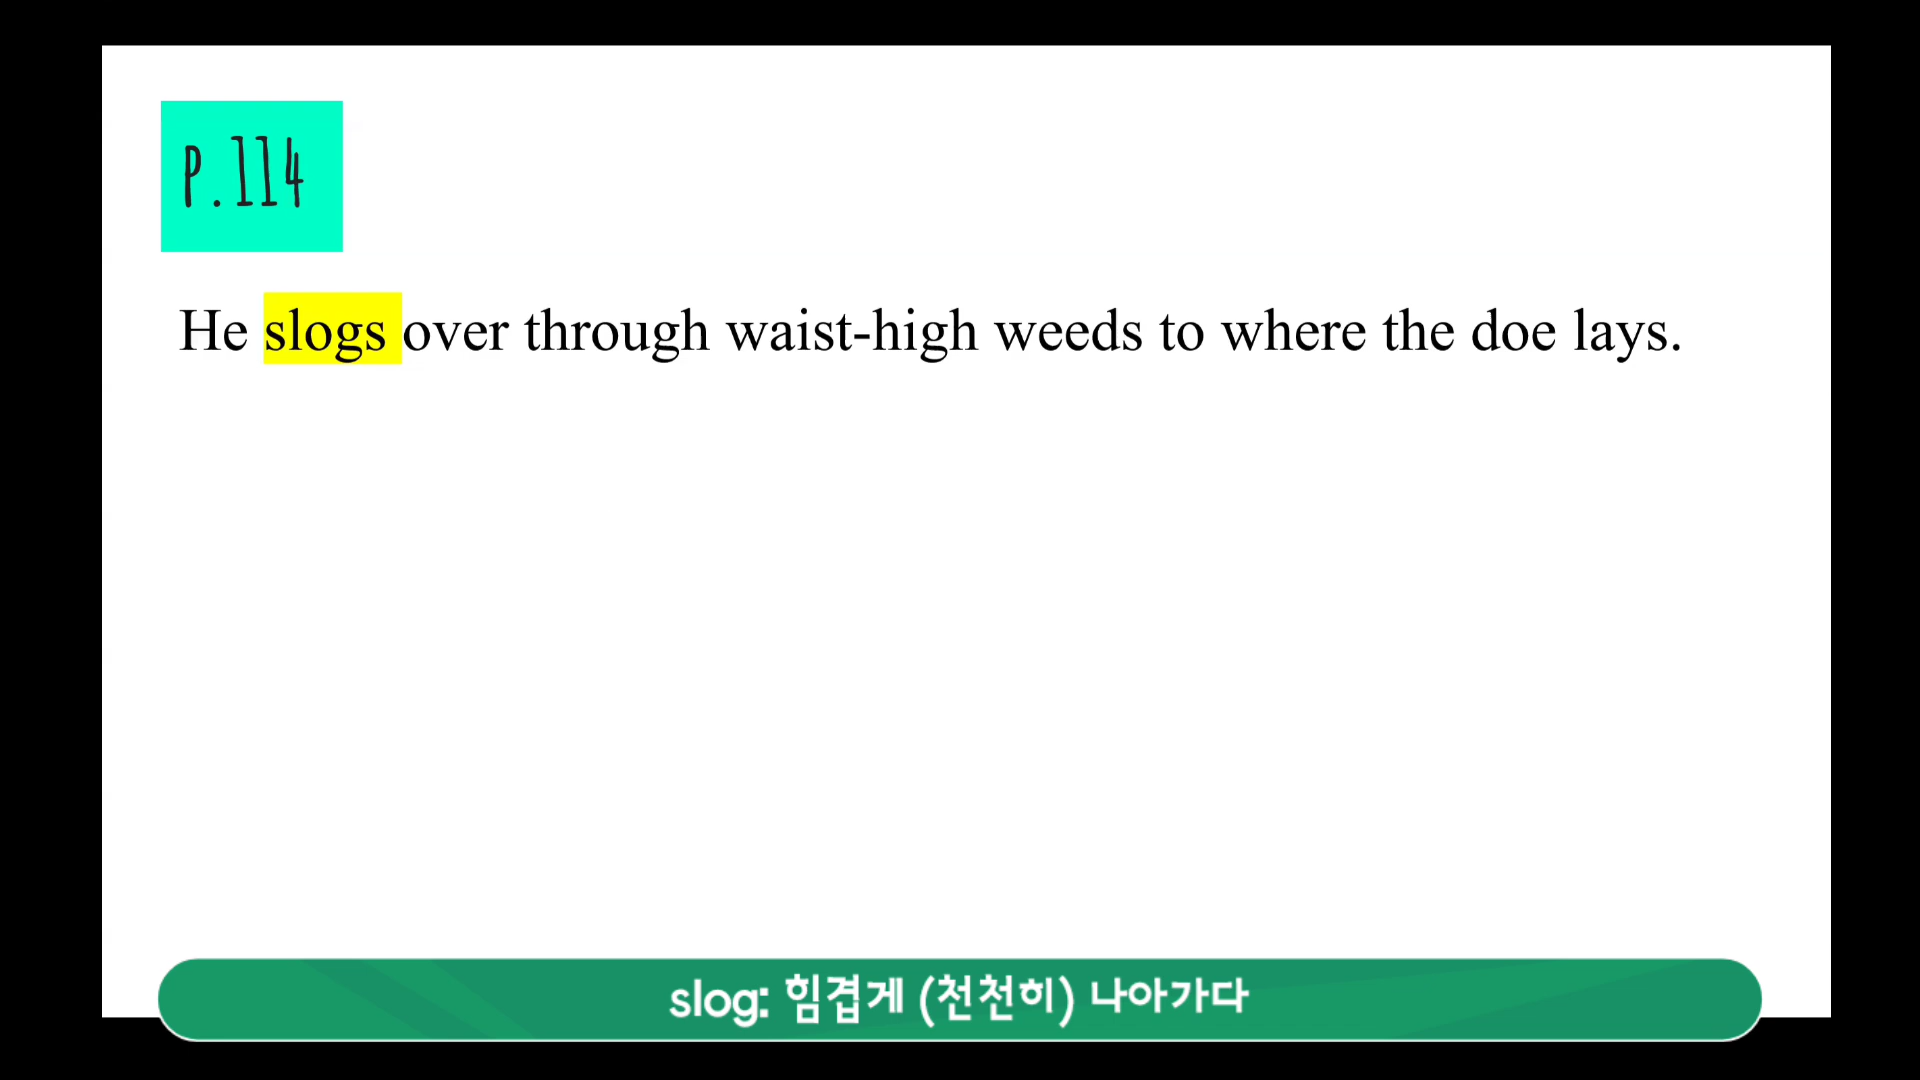 P.114
He slogs over through waist-high weeds to where the doe lays.
slog: 힘겹게 (천천히) 나아가다